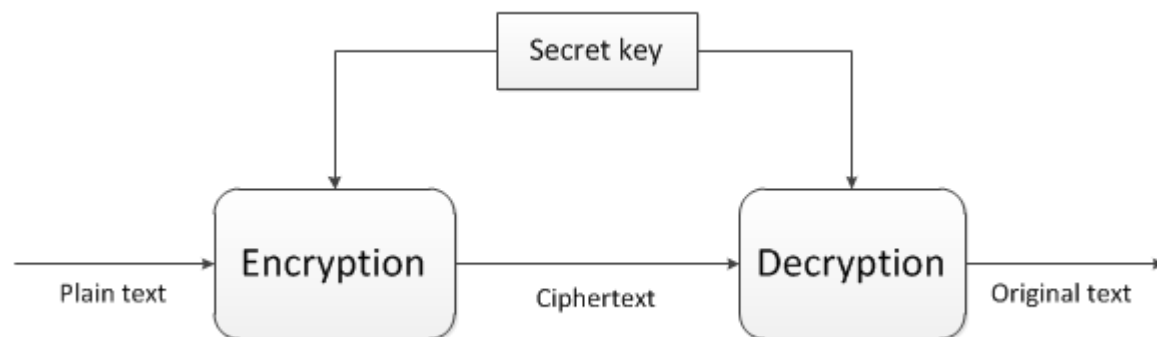 Secret key
Encryption
Decryption
Plain text
Ciphertext
Original text